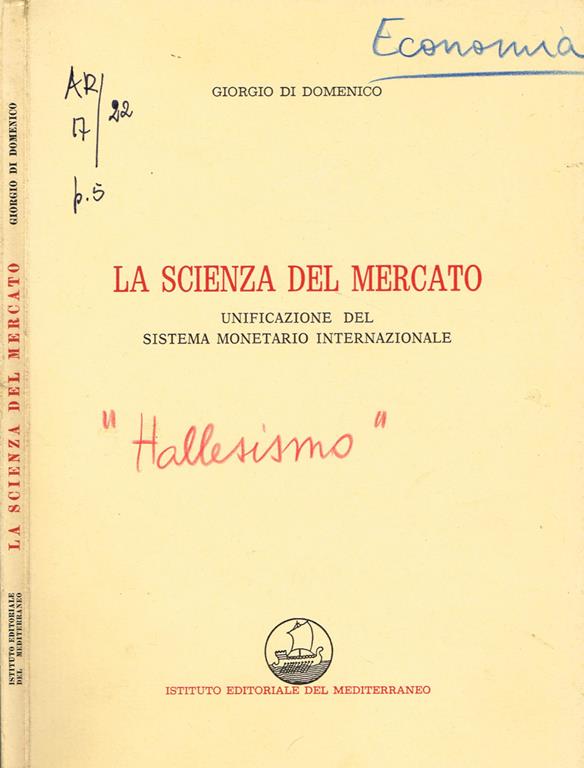 Economia
AR/22
17
p.5
GIORGIO DI DOMENICO
LA SCIENZA DEL MERCATO
UNIFICAZIONE DEL
SISTEMA MONETARIO INTERNAZIONALE
"Hallesismo"
ISTITUTO EDITORIALE DEL MEDITERRANEO
GIORGIO DI DOMENICO
LA SCIENZA DEL MERCATO
ISTITUTO EDITORIALE
DEL MEDITERRANEO